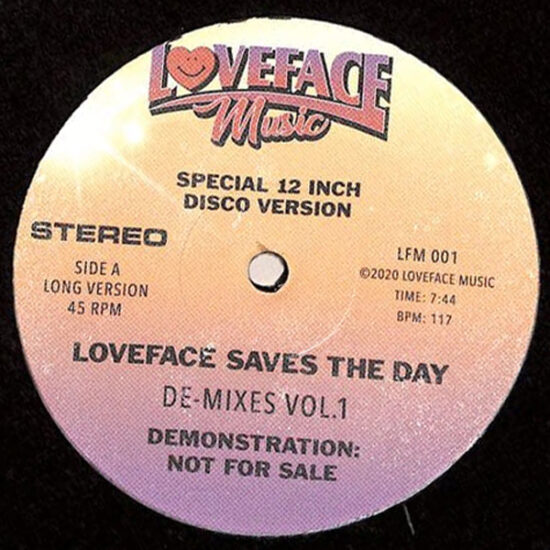 LOVEFACE
Music
SPECIAL 12 INCH
DISCO VERSION
STEREO
SIDE A
LONG VERSION
45 RPM
LFM 001
©2020 LOVEFACE MUSIC
TIME: 7:44
BPM: 117
LOVEFACE SAVES THE DAY
DE-MIXES VOL.1
DEMONSTRATION:
NOT FOR SALE